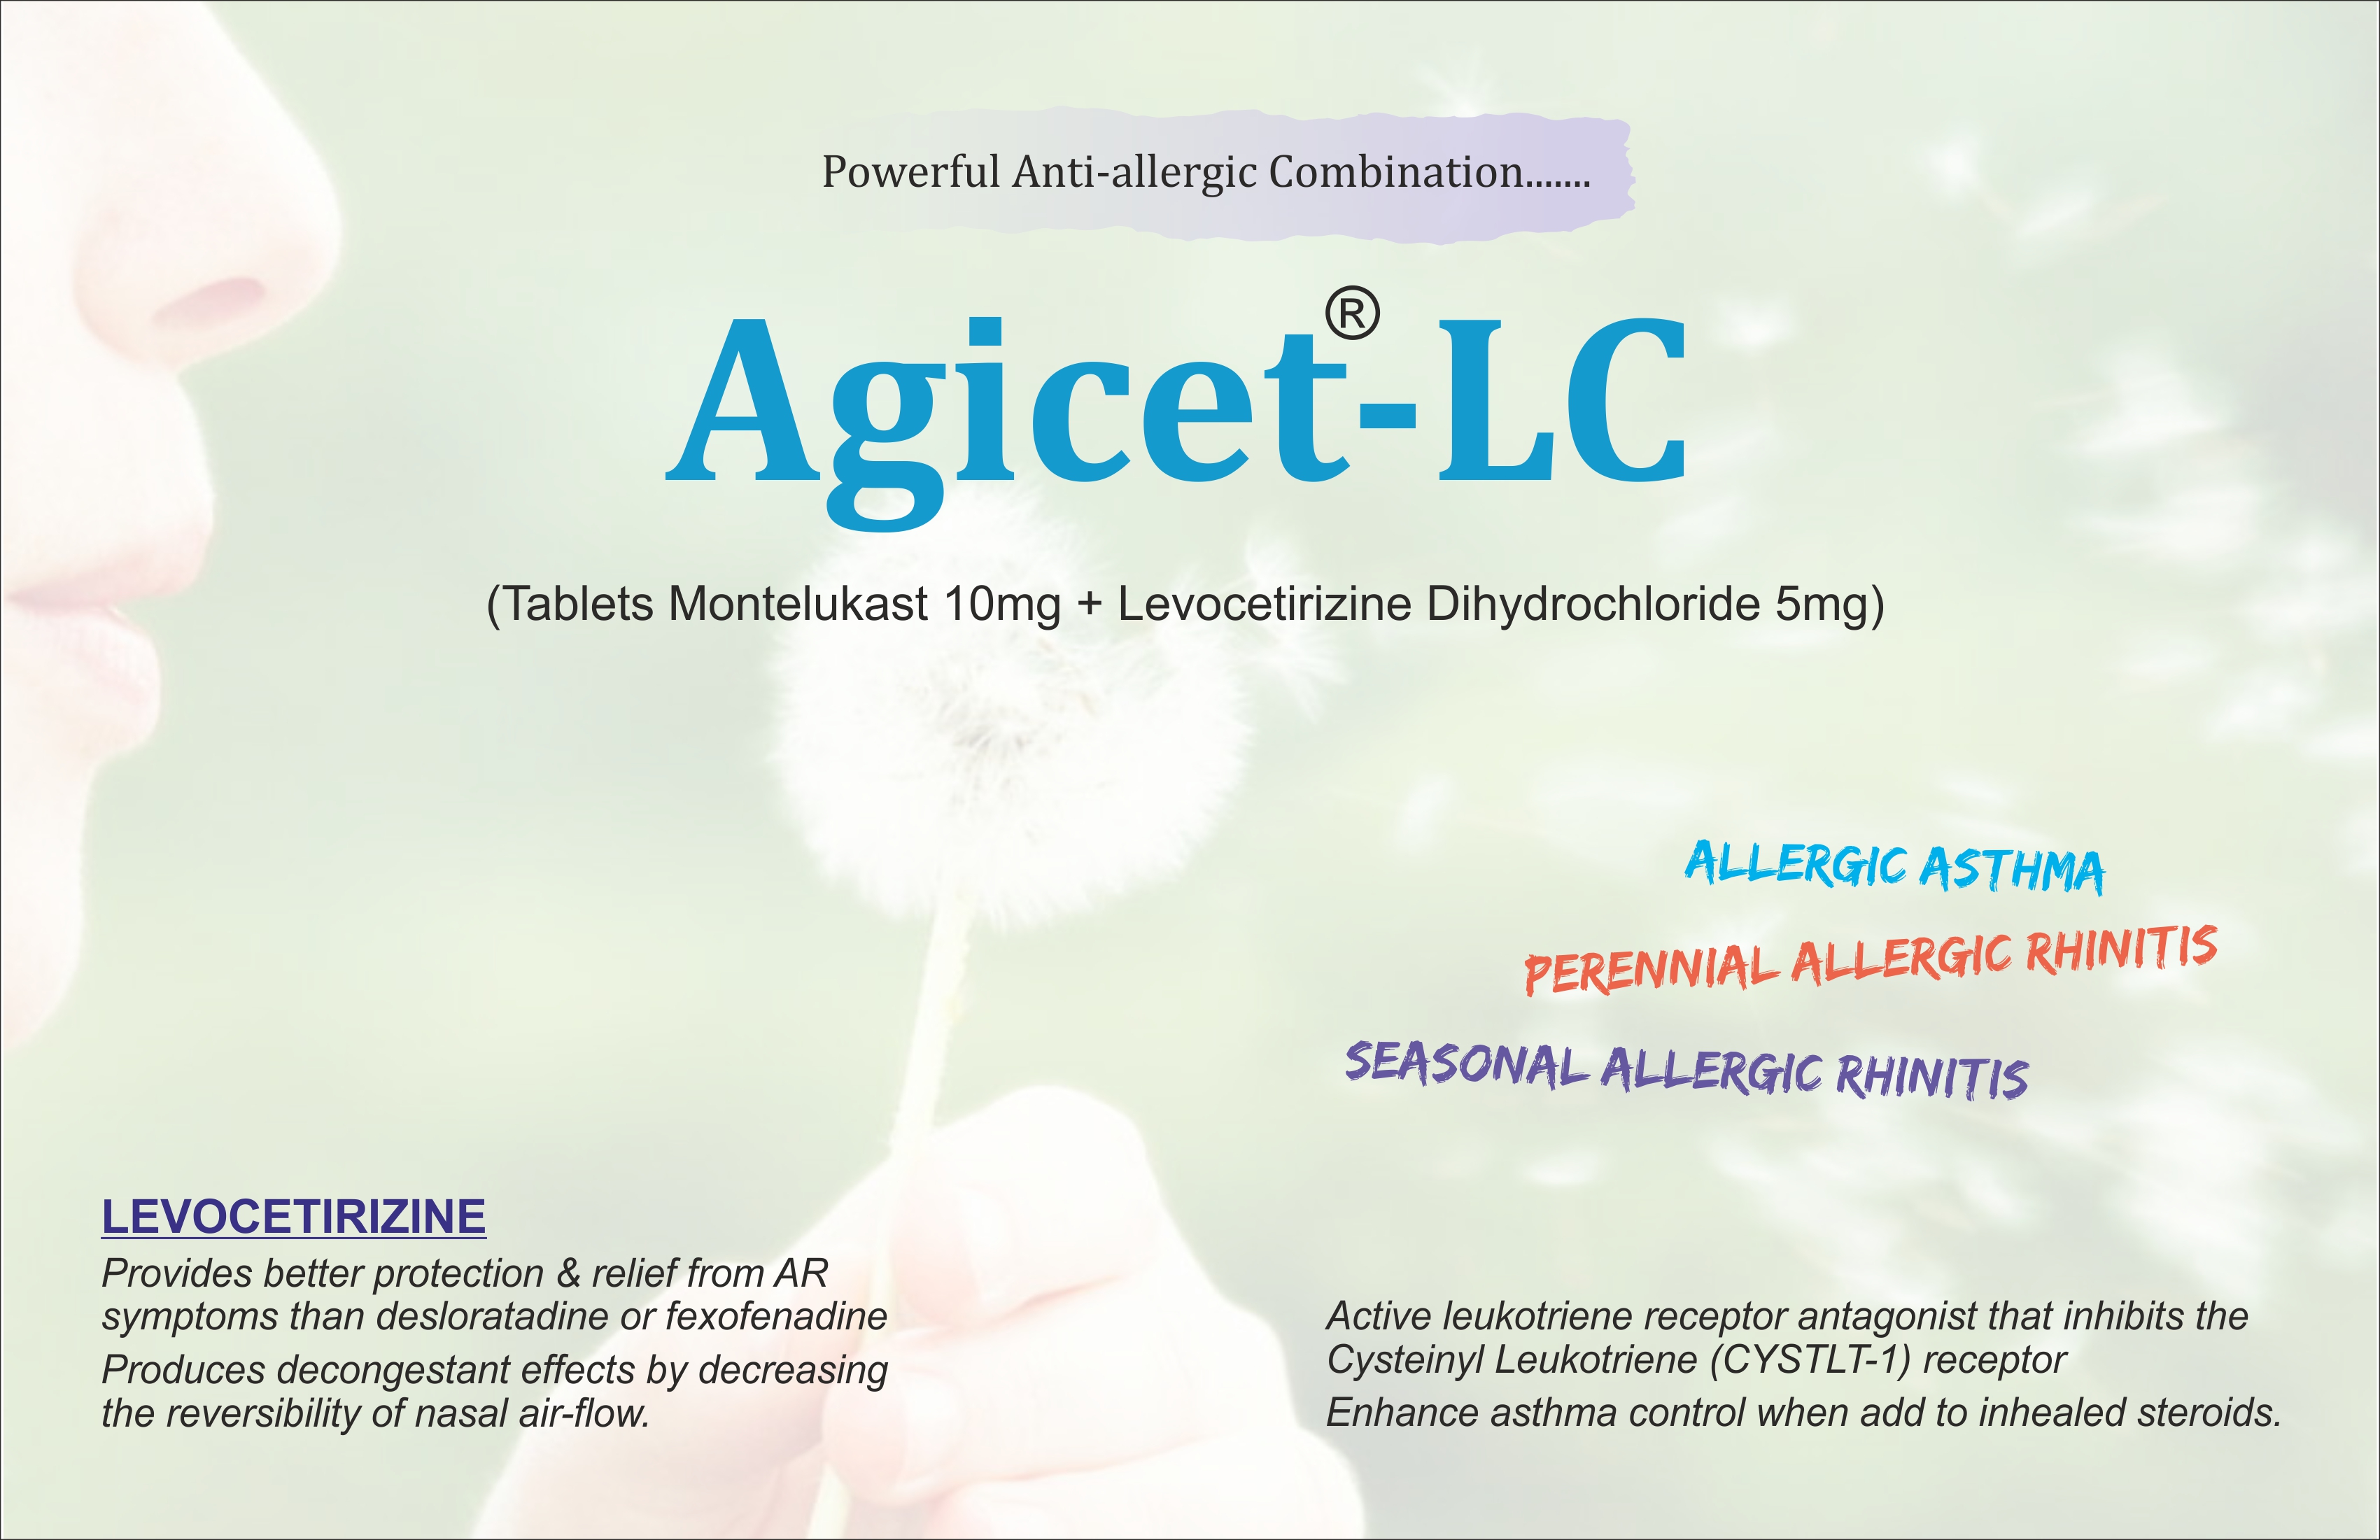 Powerful Anti-allergic Combination.......
Agicet®-LC
(Tablets Montelukast 10mg + Levocetirizine Dihydrochloride 5mg)
ALLERGIC ASTHMA
PERENNIAL ALLERGIC RHINITIS
SEASONAL ALLERGIC RHINITIS
LEVOCETIRIZINE
Provides better protection & relief from AR
symptoms than desloratadine or fexofenadine
Produces decongestant effects by decreasing
the reversibility of nasal air-flow.
Active leukotriene receptor antagonist that inhibits the
Cysteinyl Leukotriene (CYSTLT-1) receptor
Enhance asthma control when add to inhealed steroids.